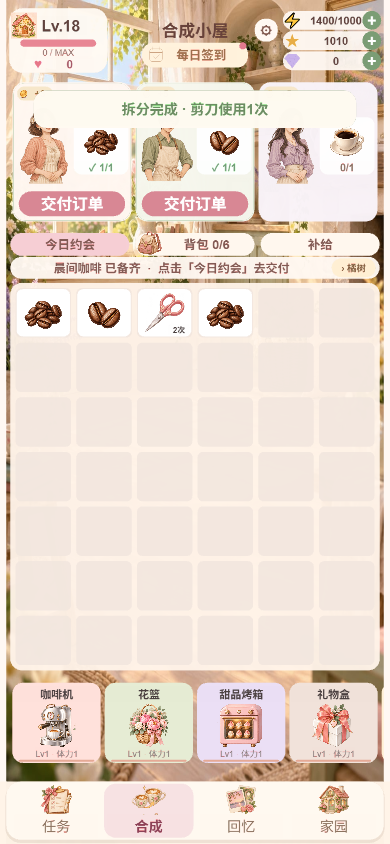 Lv.18
0 / MAX
♥ 0
合成小屋
每日签到
1400/1000 +
1010 +
0 +
拆分完成 · 剪刀使用1次
✓ 1/1
✓ 1/1
0/1
交付订单
交付订单
今日约会
背包 0/6
补给
晨间咖啡 已备齐 · 点击「今日约会」去交付
› 橘树
2次
咖啡机
花篮
甜品烤箱
礼物盒
Lv1 体力1
Lv1 体力1
Lv1 体力1
Lv1 体力1
任务
合成
回忆
家园